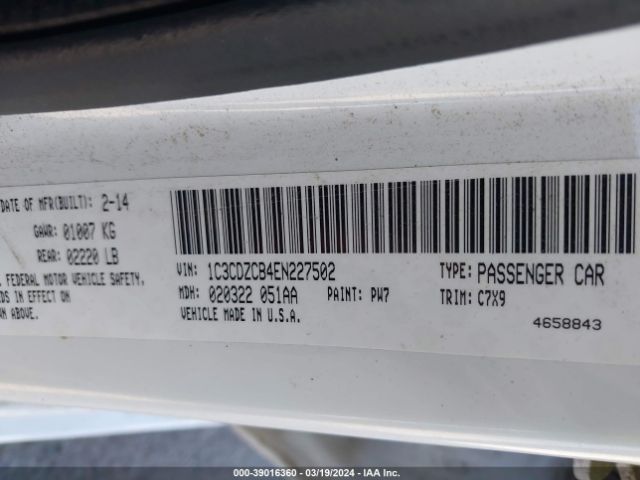 DATE OF MFR(BUILT): 2-14
GAWR: 01007 KG
REAR: 02220 LB
FEDERAL MOTOR VEHICLE SAFETY,
IN EFFECT ON
ABOVE.
VIN: 1C3CDZCB4EN227502
TYPE: PASSENGER CAR
MDH: 020322 051AA
PAINT: PW7
TRIM: C7X9
VEHICLE MADE IN U.S.A.
4658843
000-39016360 - 03/19/2024 - IAA Inc.